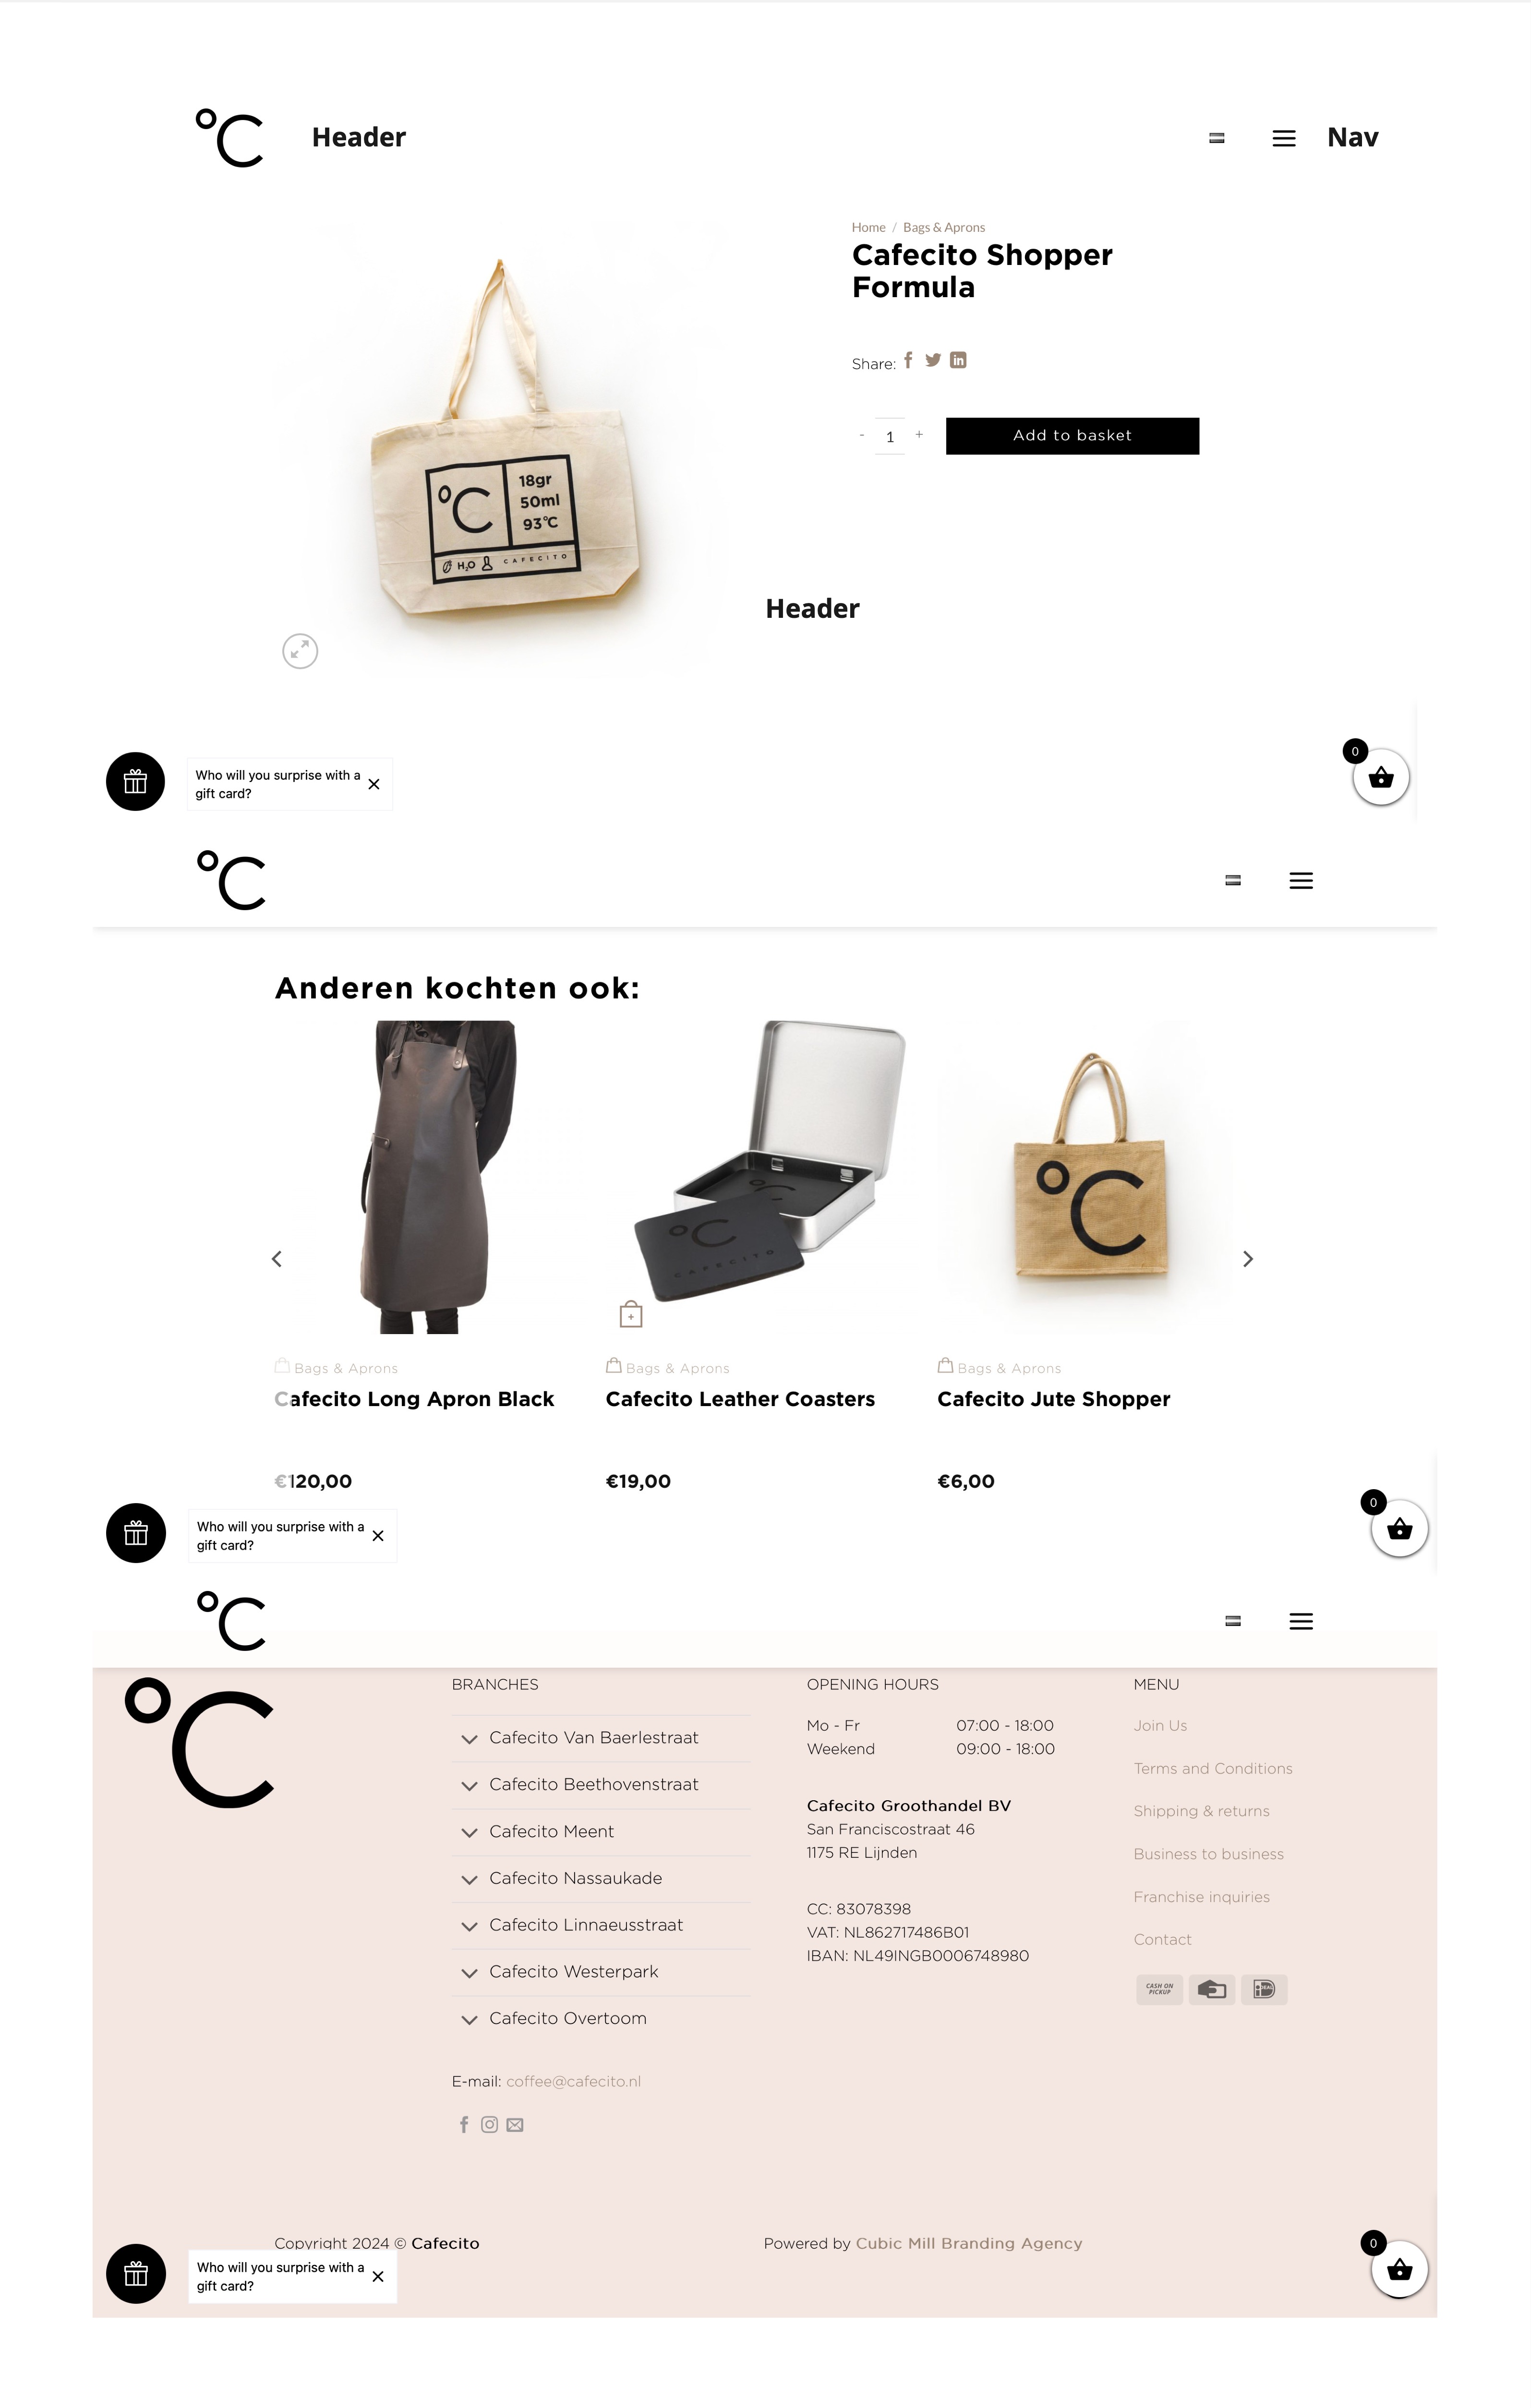 °C
Header
Nav
Home / Bags & Aprons
Cafecito Shopper
Formula
Share:
- 1 + Add to basket
°C
18gr
50ml
93°C
H₂O CAFECITO
Header
Who will you surprise with a
gift card?
0
°C
Anderen kochten ook:
°C
CAFECITO
°C
Bags & Aprons
Cafecito Long Apron Black
€120,00
Bags & Aprons
Cafecito Leather Coasters
€19,00
Bags & Aprons
Cafecito Jute Shopper
€6,00
Who will you surprise with a
gift card?
0
°C
°C
BRANCHES
Cafecito Van Baerlestraat
Cafecito Beethovenstraat
Cafecito Meent
Cafecito Nassaukade
Cafecito Linnaeusstraat
Cafecito Westerpark
Cafecito Overtoom
E-mail: coffee@cafecito.nl
OPENING HOURS
Mo - Fr 07:00 - 18:00
Weekend 09:00 - 18:00
Cafecito Groothandel BV
San Franciscostraat 46
1175 RE Lijnden
CC: 83078398
VAT: NL862717486B01
IBAN: NL49INGB0006748980
MENU
Join Us
Terms and Conditions
Shipping & returns
Business to business
Franchise inquiries
Contact
CASH ON
PICKUP
iDEAL
Copyright 2024 © Cafecito
Powered by Cubic Mill Branding Agency
Who will you surprise with a
gift card?
0